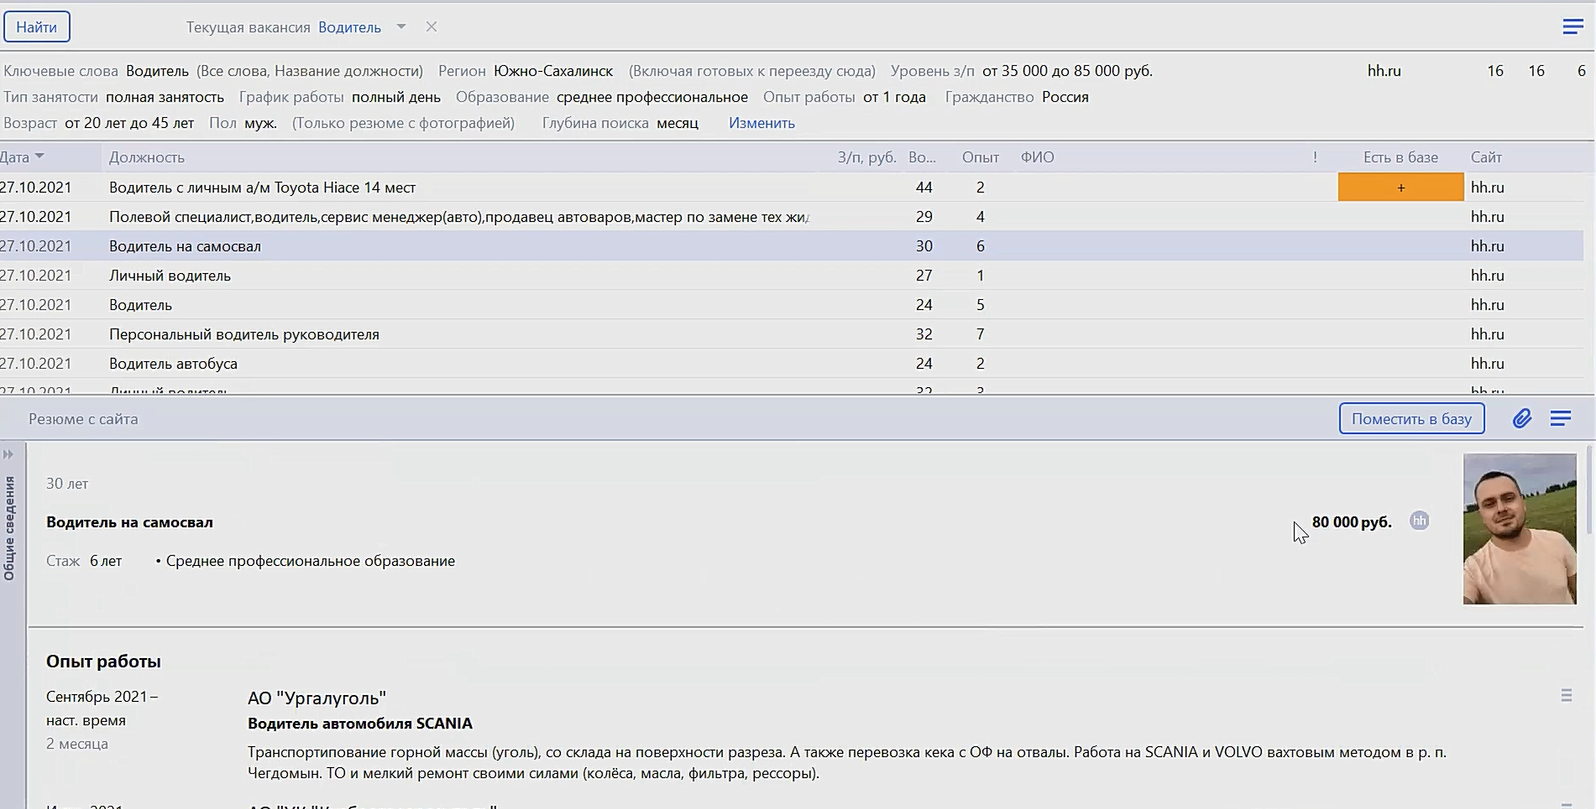 Найти Текущая вакансия Водитель
Ключевые слова Водитель (Все слова, Название должности) Регион Южно-Сахалинск (Включая готовых к переезду сюда) Уровень з/п от 35 000 до 85 000 руб. hh.ru 16 16 6
Тип занятости полная занятость График работы полный день Образование среднее профессиональное Опыт работы от 1 года Гражданство Россия
Возраст от 20 лет до 45 лет Пол муж. (Только резюме с фотографией) Глубина поиска месяц Изменить
Дата Должность З/п, руб. Во... Опыт ФИО ! Есть в базе Сайт
27.10.2021 Водитель с личным а/м Toyota Hiace 14 мест 44 2 + hh.ru
27.10.2021 Полевой специалист,водитель,сервис менеджер(авто),продавец автоваров,мастер по замене тех жид 29 4 hh.ru
27.10.2021 Водитель на самосвал 30 6 hh.ru
27.10.2021 Личный водитель 27 1 hh.ru
27.10.2021 Водитель 24 5 hh.ru
27.10.2021 Персональный водитель руководителя 32 7 hh.ru
27.10.2021 Водитель автобуса 24 2 hh.ru
27.10.2021 Личный водитель 32 3 hh.ru
Резюме с сайта Поместить в базу
Общие сведения
30 лет
Водитель на самосвал 80 000 руб. hh
Стаж 6 лет • Среднее профессиональное образование
Опыт работы
Сентябрь 2021 – АО "Ургалуголь"
наст. время Водитель автомобиля SCANIA
2 месяца
Транспортипование горной массы (уголь), со склада на поверхности разреза. А также перевозка кека с ОФ на отвалы. Работа на SCANIA и VOLVO вахтовым методом в р. п.
Чегдомын. ТО и мелкий ремонт своими силами (колёса, масла, фильтра, рессоры).